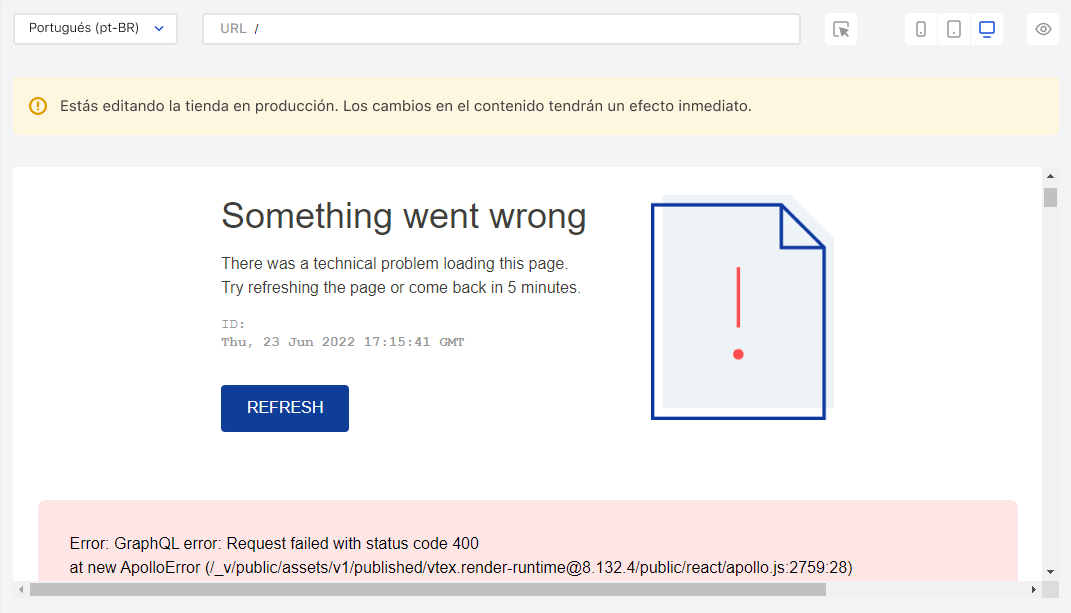 Portugués (pt-BR)
URL /
Estás editando la tienda en producción. Los cambios en el contenido tendrán un efecto inmediato.
Something went wrong
There was a technical problem loading this page.
Try refreshing the page or come back in 5 minutes.
ID:
Thu, 23 Jun 2022 17:15:41 GMT
REFRESH
Error: GraphQL error: Request failed with status code 400
at new ApolloError (/_v/public/assets/v1/published/vtex.render-runtime@8.132.4/public/react/apollo.js:2759:28)